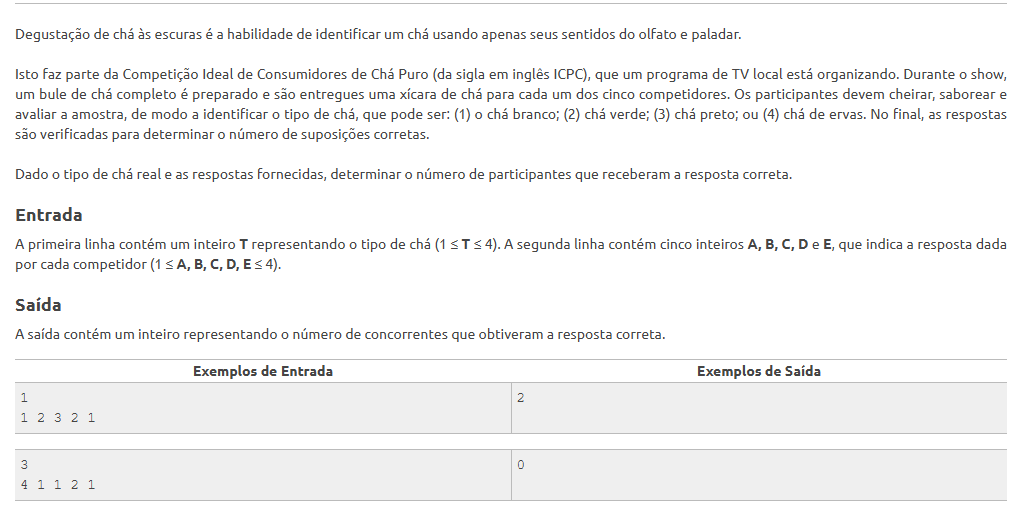 Degustação de chá às escuras é a habilidade de identificar um chá usando apenas seus sentidos do olfato e paladar.
Isto faz parte da Competição Ideal de Consumidores de Chá Puro (da sigla em inglês ICPC), que um programa de TV local está organizando. Durante o show,
um bule de chá completo é preparado e são entregues uma xícara de chá para cada um dos cinco competidores. Os participantes devem cheirar, saborear e
avaliar a amostra, de modo a identificar o tipo de chá, que pode ser: (1) o chá branco; (2) chá verde; (3) chá preto; ou (4) chá de ervas. No final, as respostas
são verificadas para determinar o número de suposições corretas.
Dado o tipo de chá real e as respostas fornecidas, determinar o número de participantes que receberam a resposta correta.
Entrada
A primeira linha contém um inteiro T representando o tipo de chá (1 ≤ T ≤ 4). A segunda linha contém cinco inteiros A, B, C, D e E, que indica a resposta dada
por cada competidor (1 ≤ A, B, C, D, E ≤ 4).
Saída
A saída contém um inteiro representando o número de concorrentes que obtiveram a resposta correta.
Exemplos de Entrada Exemplos de Saída
1 2
1 2 3 2 1
3 0
4 1 1 2 1